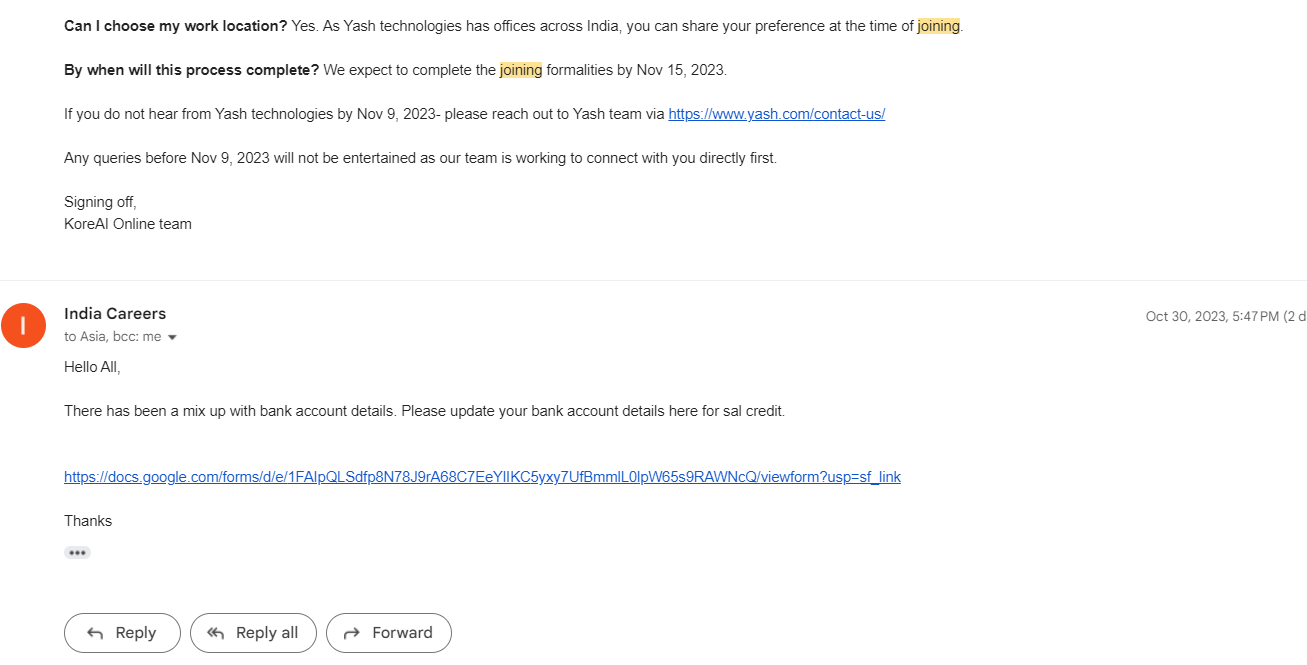 Can I choose my work location? Yes. As Yash technologies has offices across India, you can share your preference at the time of joining.
By when will this process complete? We expect to complete the joining formalities by Nov 15, 2023.
If you do not hear from Yash technologies by Nov 9, 2023- please reach out to Yash team via https://www.yash.com/contact-us/
Any queries before Nov 9, 2023 will not be entertained as our team is working to connect with you directly first.
Signing off,
KoreAI Online team
I
India Careers
Oct 30, 2023, 5:47 PM (2 d
to Asia, bcc: me
Hello All,
There has been a mix up with bank account details. Please update your bank account details here for sal credit.
https://docs.google.com/forms/d/e/1FAIpQLSdfp8N78J9rA68C7EeYIIKC5yxy7UfBmmIL0lpW65s9RAWNcQ/viewform?usp=sf_link
Thanks
Reply
Reply all
Forward